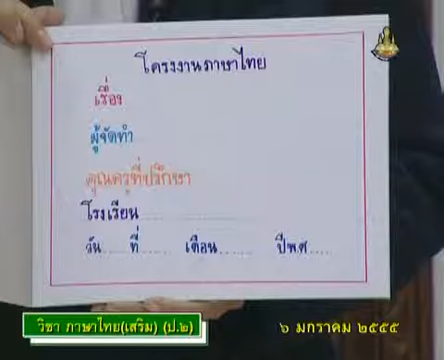 โครงงานภาษาไทย
เรื่อง
ผู้จัดทำ
คุณครูที่ปรึกษา
โรงเรียน..............
วัน.......ที่........เดือน.........ปีพ.ศ......
วิชา ภาษาไทย(เสริม) (ป.๒)
๖ มกราคม ๒๕๕๕